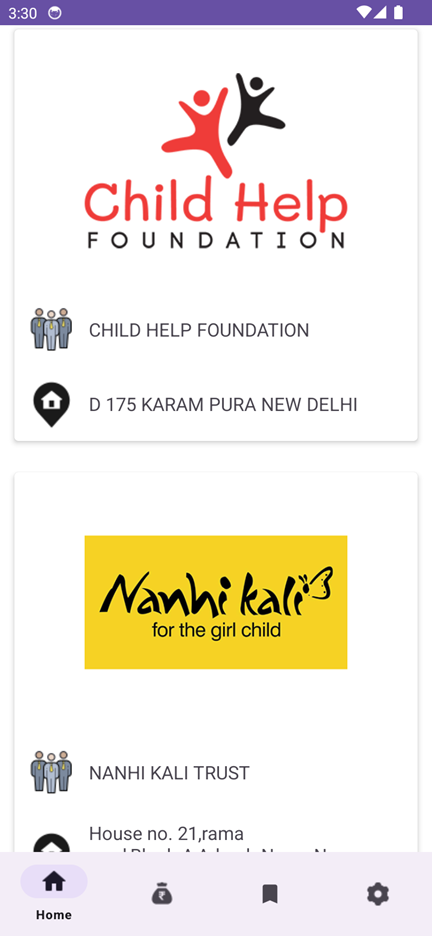 3:30
Child Help
FOUNDATION
CHILD HELP FOUNDATION
D 175 KARAM PURA NEW DELHI
Nanhi kali
for the girl child
NANHI KALI TRUST
House no. 21,rama
₹
Home